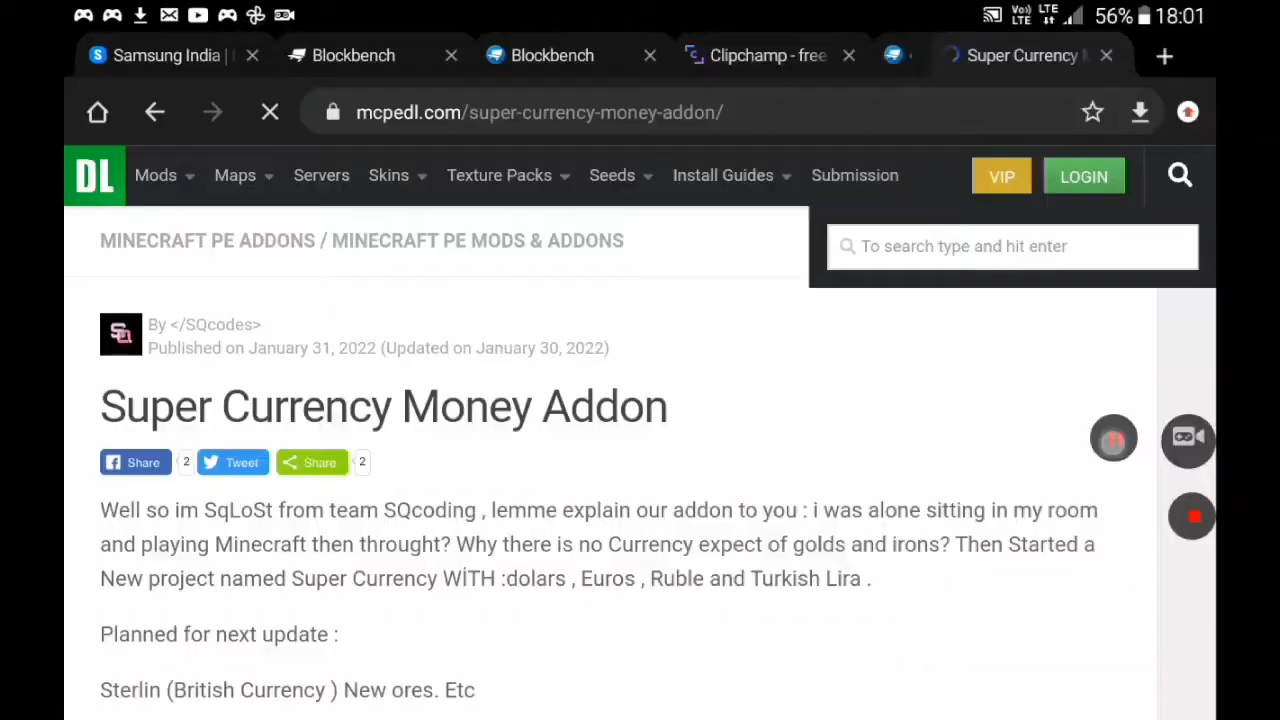 Vo) LTE LTE 56% 18:01
Samsung India | Blockbench Blockbench Clipchamp - free Super Currency
mcpedl.com/super-currency-money-addon/
DL Mods Maps Servers Skins Texture Packs Seeds Install Guides Submission VIP LOGIN
MINECRAFT PE ADDONS / MINECRAFT PE MODS & ADDONS
To search type and hit enter
SQ
By </SQcodes>
Published on January 31, 2022 (Updated on January 30, 2022)
Super Currency Money Addon
Share 2 Tweet Share 2
Well so im SqLoSt from team SQcoding , lemme explain our addon to you : i was alone sitting in my room
and playing Minecraft then throught? Why there is no Currency expect of golds and irons? Then Started a
New project named Super Currency WİTH :dolars , Euros , Ruble and Turkish Lira .
Planned for next update :
Sterlin (British Currency ) New ores. Etc